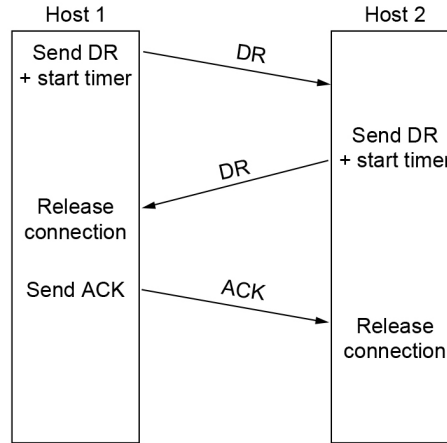 Host 1
Host 2
Send DR
+ start timer
DR
Send DR
+ start timer
DR
Release
connection
Send ACK
ACK
Release
connection